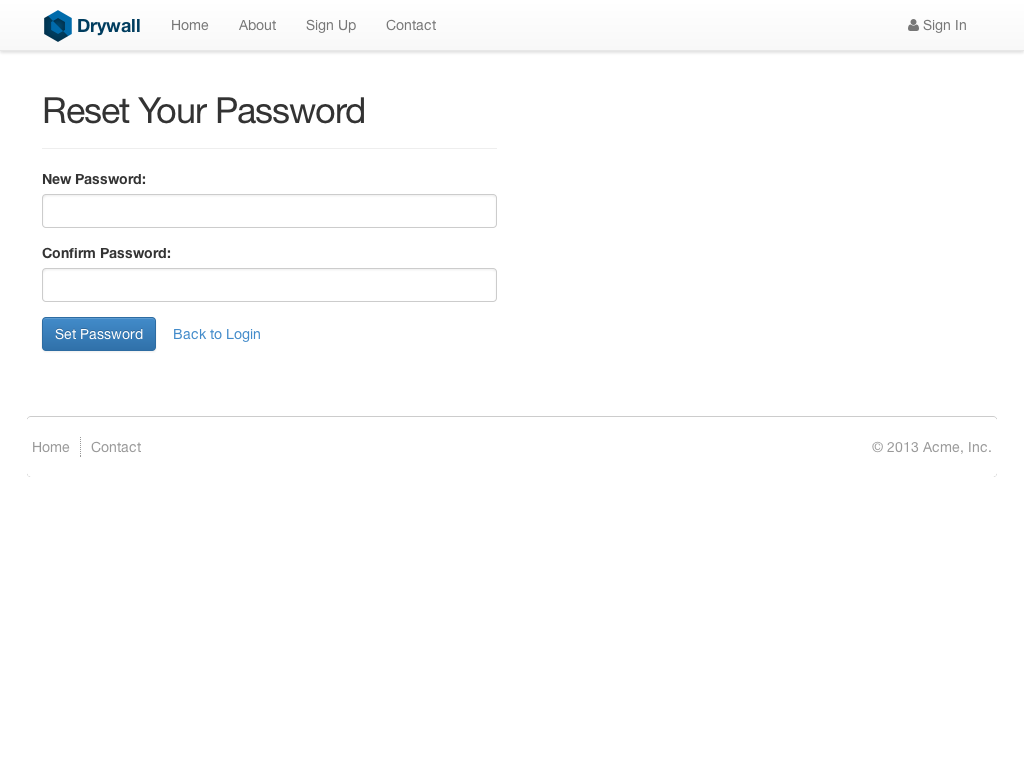 Drywall Home About Sign Up Contact Sign In
Reset Your Password
New Password:
Confirm Password:
Set Password Back to Login
Home Contact © 2013 Acme, Inc.